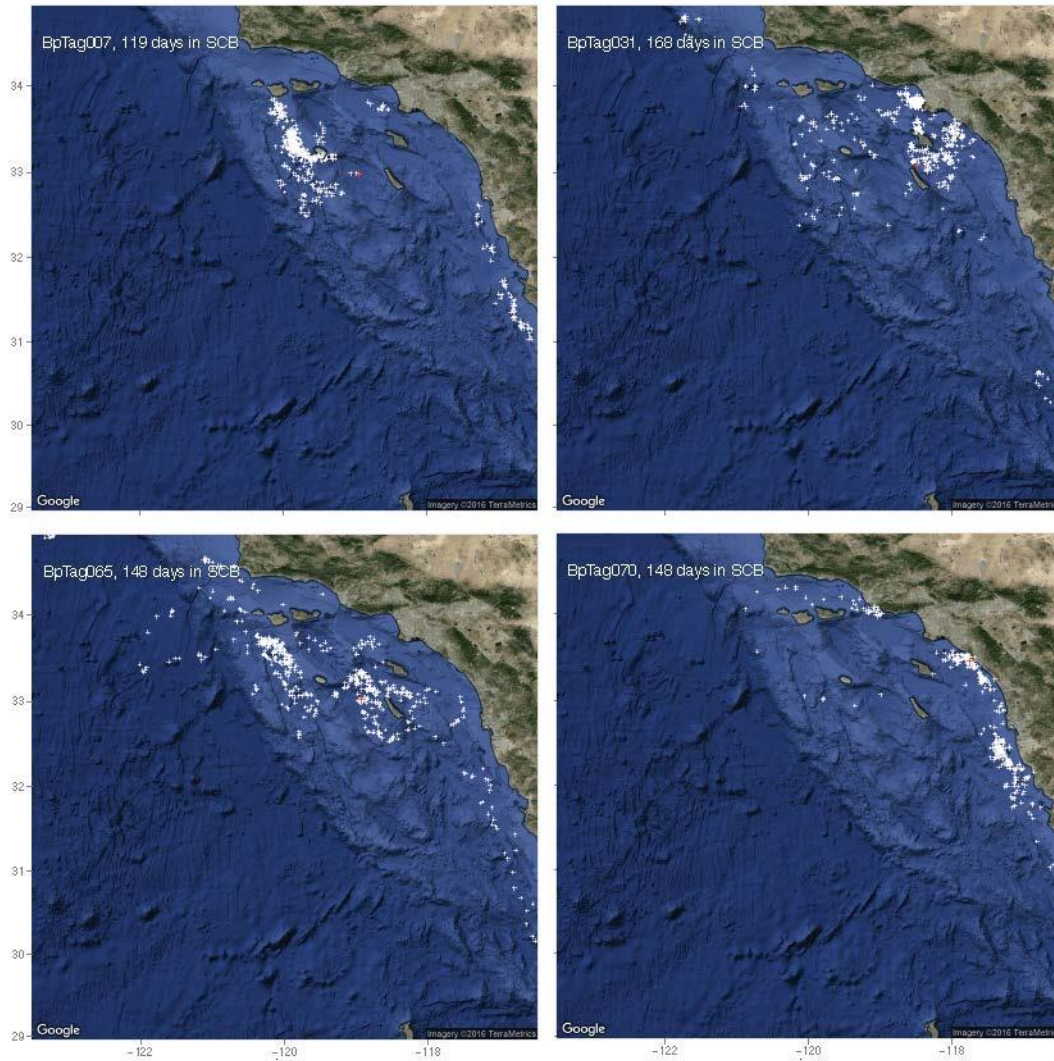 BpTag007, 119 days in SCB
BpTag031, 168 days in SCB
34
33
32
31
30
29
Google
Imagery ©2016 TerraMetrics
Google
Imagery ©2016 TerraMetrics
BpTag065, 148 days in SCB
BpTag070, 148 days in SCB
34
33
32
31
30
29
Google
Imagery ©2016 TerraMetrics
Google
Imagery ©2016 TerraMetrics
-122
-120
-118
-122
-120
-118